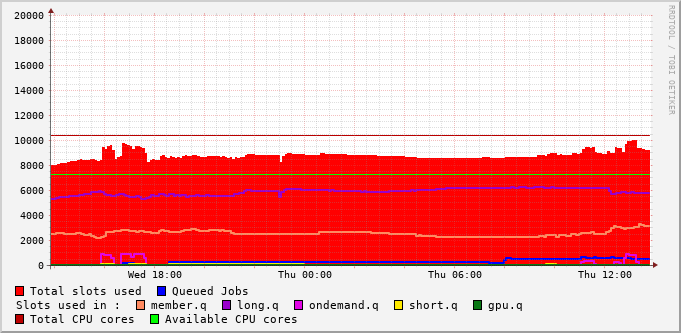 20000
18000
16000
14000
12000
10000
8000
6000
4000
2000
0
Wed 18:00 Thu 00:00 Thu 06:00 Thu 12:00
RRDTOOL / TOBI OETIKER
Total slots used Queued Jobs
Slots used in : member.q long.q ondemand.q short.q gpu.q
Total CPU cores Available CPU cores